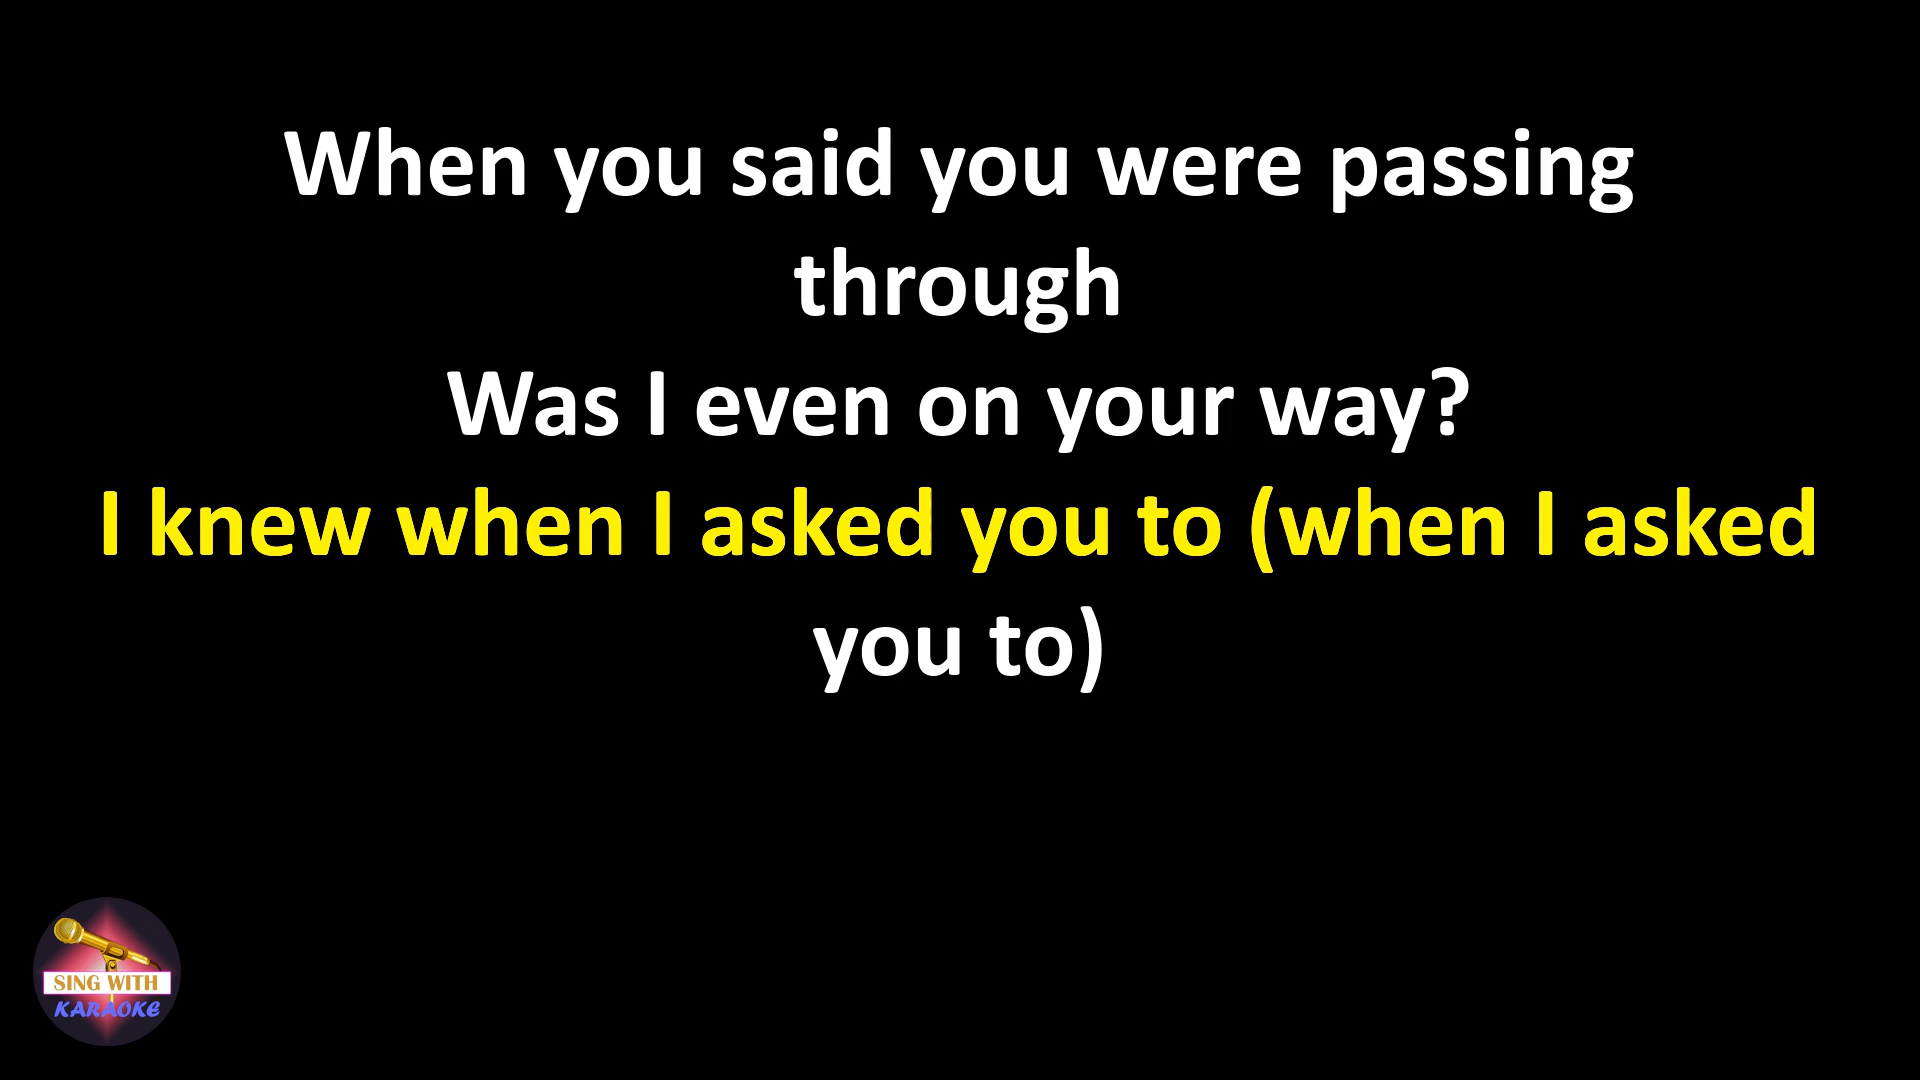 When you said you were passing
through
Was I even on your way?
I knew when I asked you to (when I asked
you to)
SING WITH
KARAOKE